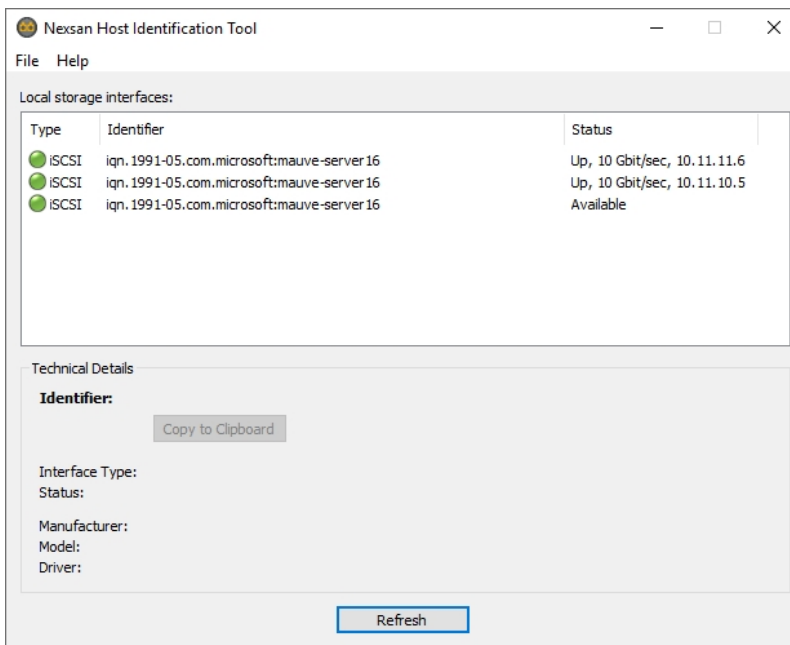 Nexsan Host Identification Tool
File Help
Local storage interfaces:
Type Identifier Status
iSCSI iqn.1991-05.com.microsoft:mauve-server16 Up, 10 Gbit/sec, 10.11.11.6
iSCSI iqn.1991-05.com.microsoft:mauve-server16 Up, 10 Gbit/sec, 10.11.10.5
iSCSI iqn.1991-05.com.microsoft:mauve-server16 Available
Technical Details
Identifier:
Copy to Clipboard
Interface Type:
Status:
Manufacturer:
Model:
Driver:
Refresh